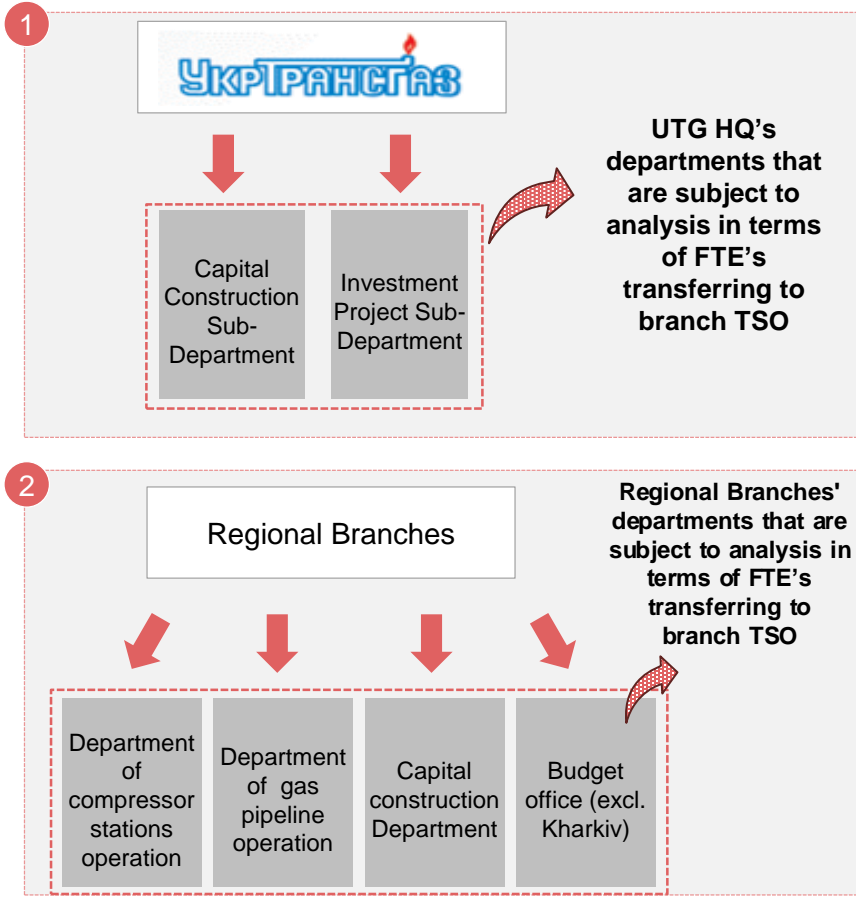 1
УКРТРАНСГАЗ
UTG HQ’s
departments that
are subject to
analysis in terms
of FTE’s
transferring to
branch TSO
Capital
Construction
Sub-
Department
Investment
Project Sub-
Department
2
Regional Branches
Regional Branches'
departments that are
subject to analysis in
terms of FTE’s
transferring to
branch TSO
Department
of
compressor
stations
operation
Department
of gas
pipeline
operation
Capital
construction
Department
Budget
office (excl.
Kharkiv)